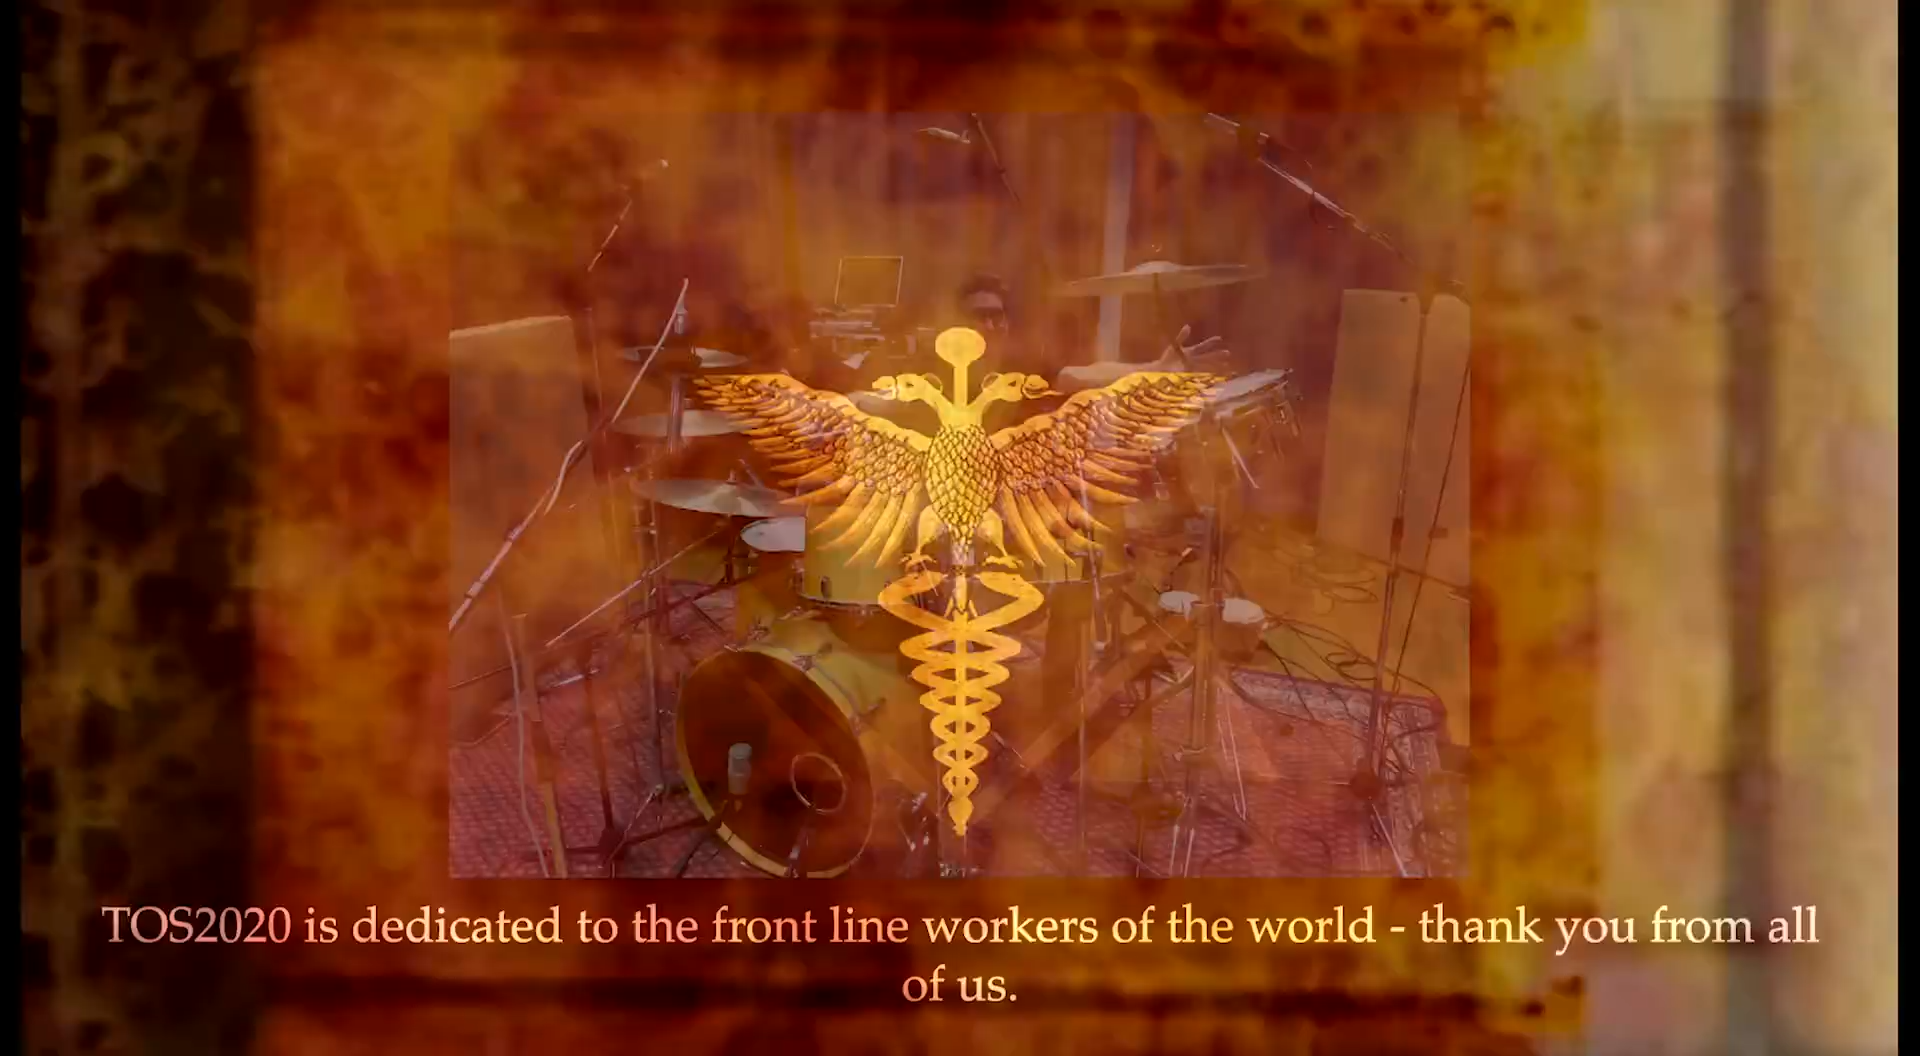 TOS2020 is dedicated to the front line workers of the world - thank you from all
of us.